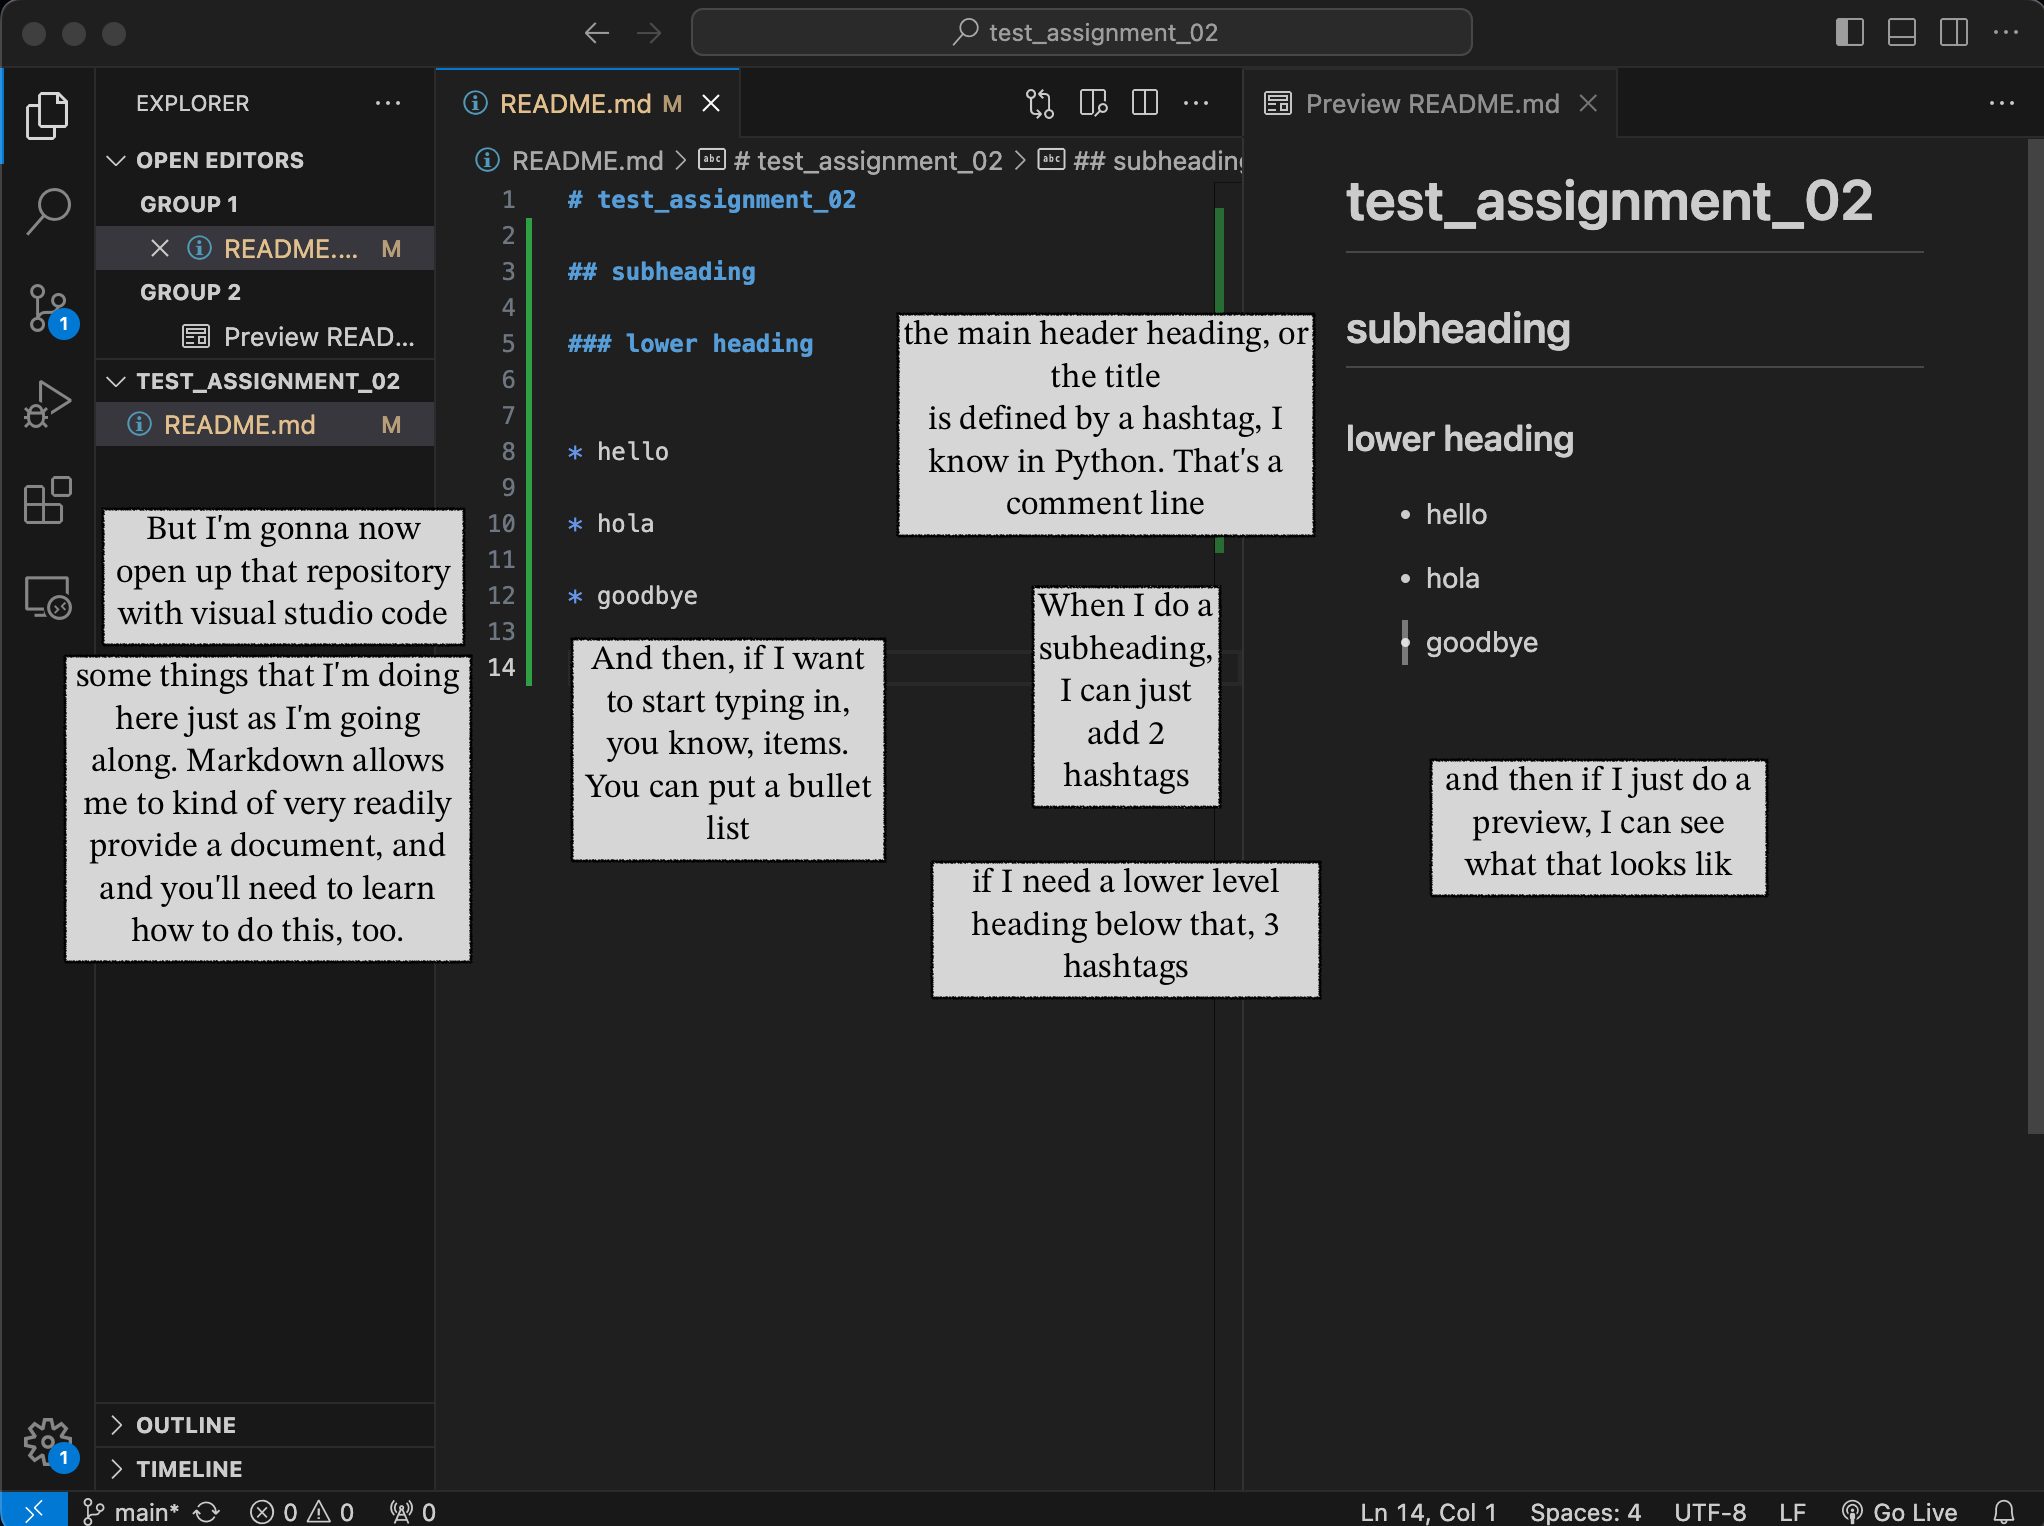 test_assignment_02
EXPLORER
OPEN EDITORS
GROUP 1
README.... M
GROUP 2
Preview READ...
TEST_ASSIGNMENT_02
README.md M
But I'm gonna now
open up that repository
with visual studio code
some things that I'm doing
here just as I'm going
along. Markdown allows
me to kind of very readily
provide a document, and
and you'll need to learn
how to do this, too.
OUTLINE
TIMELINE
README.md M
README.md > # test_assignment_02 > ## subheading
1 # test_assignment_02
2
3 ## subheading
4
5 ### lower heading
6
7
8 * hello
9
10 * hola
11
12 * goodbye
13
14
the main header heading, or
the title
is defined by a hashtag, I
know in Python. That's a
comment line
When I do a
subheading,
I can just
add 2
hashtags
And then, if I want
to start typing in,
you know, items.
You can put a bullet
list
if I need a lower level
heading below that, 3
hashtags
Preview README.md
test_assignment_02
subheading
lower heading
• hello
• hola
• goodbye
and then if I just do a
preview, I can see
what that looks lik
1
1
main* 0 0 0
Ln 14, Col 1 Spaces: 4 UTF-8 LF Go Live